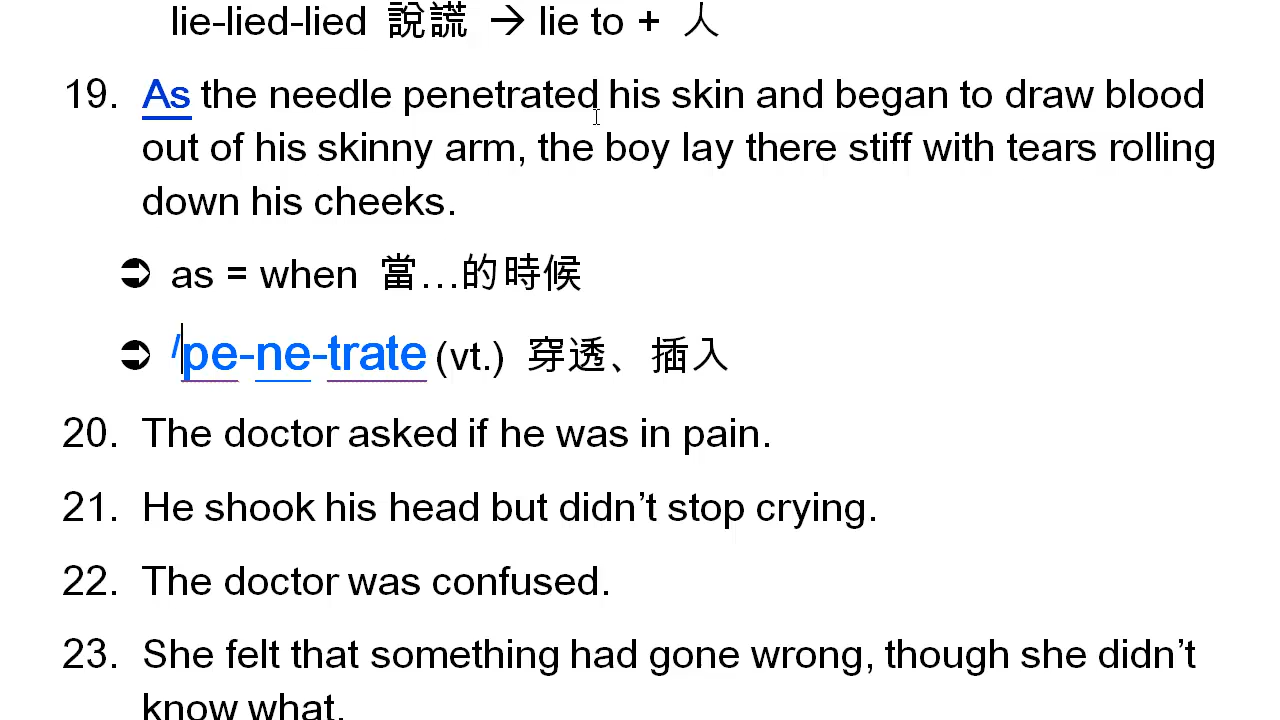 lie-lied-lied 說謊 → lie to + 人
19. As the needle penetrated his skin and began to draw blood
out of his skinny arm, the boy lay there stiff with tears rolling
down his cheeks.
➲ as = when 當…的時候
➲ /pe-ne-trate (vt.) 穿透、插入
20. The doctor asked if he was in pain.
21. He shook his head but didn’t stop crying.
22. The doctor was confused.
23. She felt that something had gone wrong, though she didn’t
know what.